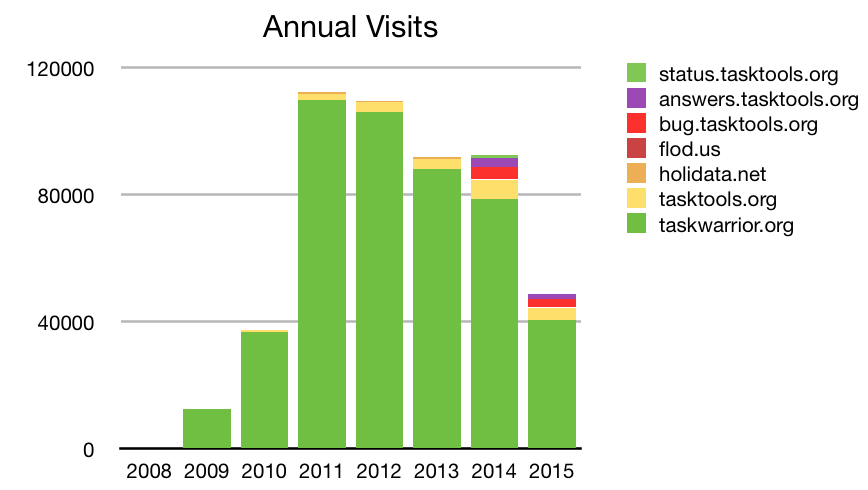 Annual Visits
120000
80000
40000
0
2008 2009 2010 2011 2012 2013 2014 2015
status.tasktools.org
answers.tasktools.org
bug.tasktools.org
flod.us
holidata.net
tasktools.org
taskwarrior.org